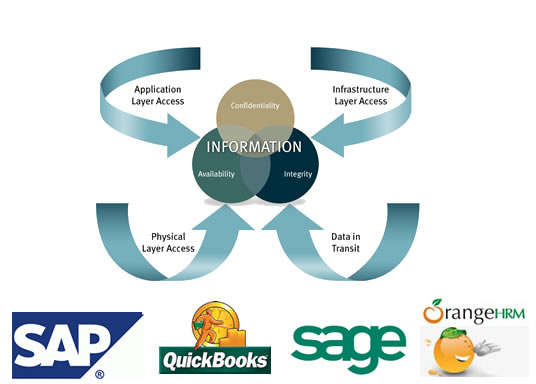 Application
Layer Access
Infrastructure
Layer Access
Confidentiality
INFORMATION
Availability
Integrity
Physical
Layer Access
Data in
Transit
SAP®
QuickBooks
sage
OrangeHRM